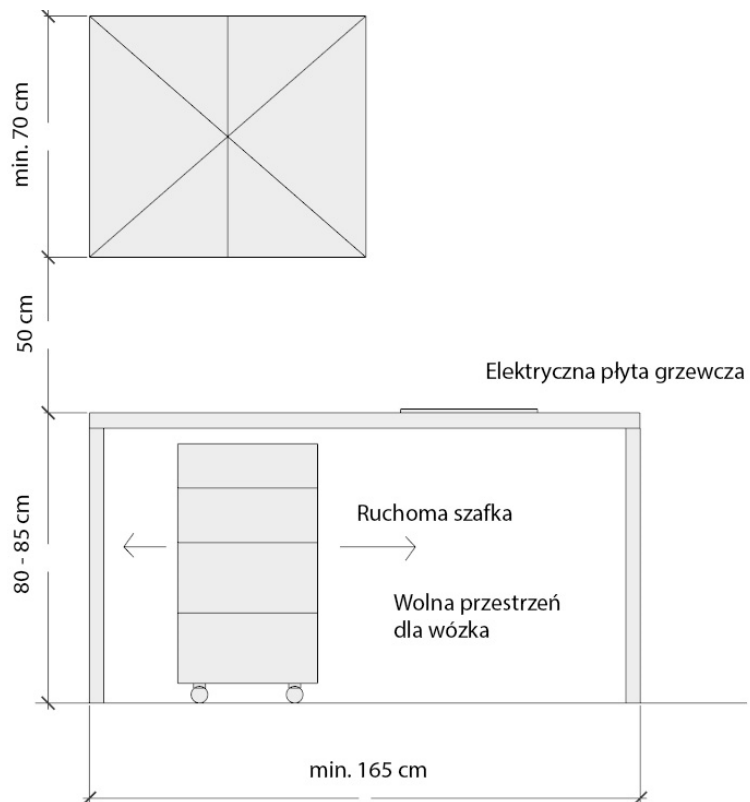 min. 70 cm
50 cm
Elektryczna płyta grzewcza
80 - 85 cm
Ruchoma szafka
Wolna przestrzeń
dla wózka
min. 165 cm